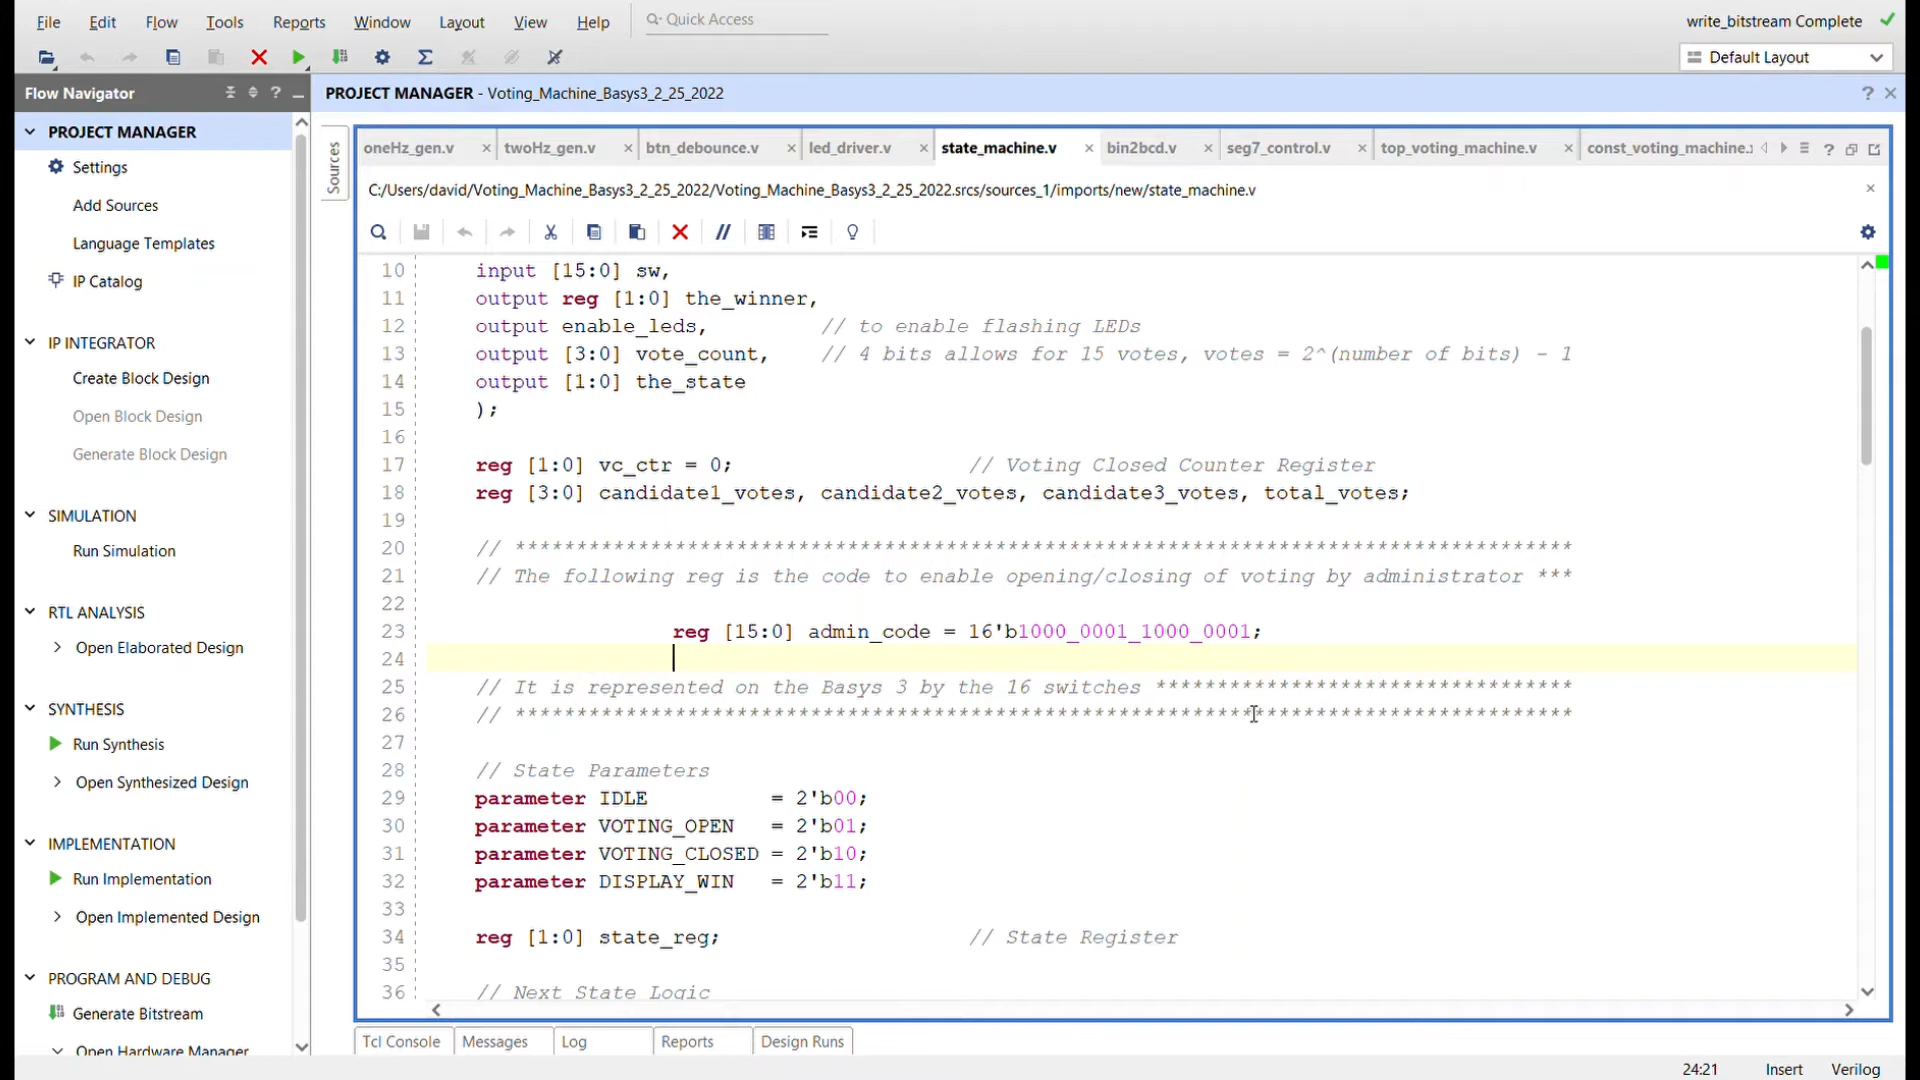 File Edit Flow Tools Reports Window Layout View Help Quick Access write_bitstream Complete
Default Layout
Flow Navigator ? PROJECT MANAGER - Voting_Machine_Basys3_2_25_2022 ?
PROJECT MANAGER
Settings
Add Sources
Language Templates
IP Catalog
IP INTEGRATOR
Create Block Design
Open Block Design
Generate Block Design
SIMULATION
Run Simulation
RTL ANALYSIS
Open Elaborated Design
SYNTHESIS
Run Synthesis
Open Synthesized Design
IMPLEMENTATION
Run Implementation
Open Implemented Design
PROGRAM AND DEBUG
Generate Bitstream
Open Hardware Manager
Sources
oneHz_gen.v twoHz_gen.v btn_debounce.v led_driver.v state_machine.v bin2bcd.v seg7_control.v top_voting_machine.v const_voting_machine. ?
C:/Users/david/Voting_Machine_Basys3_2_25_2022/Voting_Machine_Basys3_2_25_2022.srcs/sources_1/imports/new/state_machine.v
10 input [15:0] sw,
11 output reg [1:0] the_winner,
12 output enable_leds, // to enable flashing LEDs
13 output [3:0] vote_count, // 4 bits allows for 15 votes, votes = 2^(number of bits) - 1
14 output [1:0] the_state
15 );
16
17 reg [1:0] vc_ctr = 0; // Voting Closed Counter Register
18 reg [3:0] candidate1_votes, candidate2_votes, candidate3_votes, total_votes;
19
20 // **************************************************************************************
21 // The following reg is the code to enable opening/closing of voting by administrator ***
22
23 reg [15:0] admin_code = 16'b1000_0001_1000_0001;
24
25 // It is represented on the Basys 3 by the 16 switches **********************************
26 // **************************************************************************************
27
28 // State Parameters
29 parameter IDLE = 2'b00;
30 parameter VOTING_OPEN = 2'b01;
31 parameter VOTING_CLOSED = 2'b10;
32 parameter DISPLAY_WIN = 2'b11;
33
34 reg [1:0] state_reg; // State Register
35
36 // Next State Logic
Tcl Console Messages Log Reports Design Runs
24:21 Insert Verilog